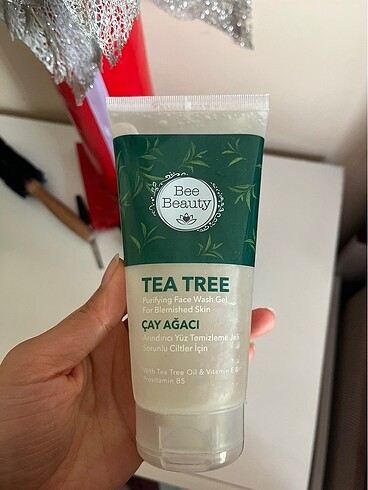 Bee
Beauty
TEA TREE
Purifying Face Wash Gel
For Blemished Skin
ÇAY AĞACI
Arındırıcı Yüz Temizleme Jeli
Sorunlu Ciltler İçin
With Tea Tree Oil & Vitamin E &
Provitamin B5